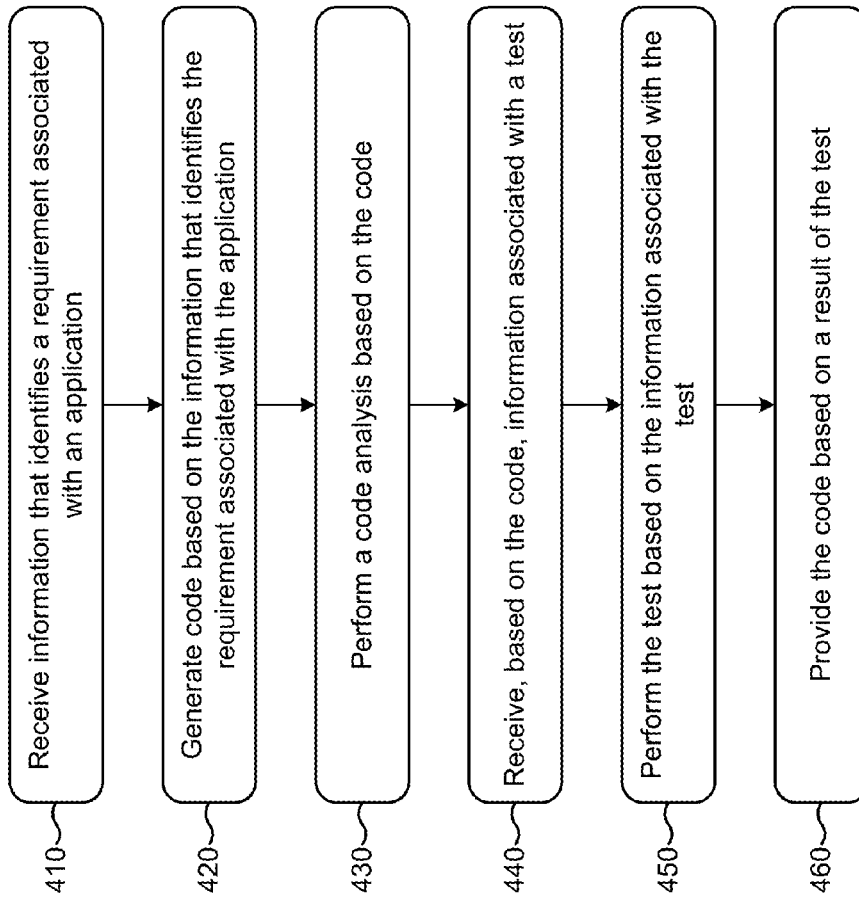 410
Receive information that identifies a requirement associated
with an application
420
Generate code based on the information that identifies the
requirement associated with the application
430
Perform a code analysis based on the code
440
Receive, based on the code, information associated with a test
450
Perform the test based on the information associated with the
test
460
Provide the code based on a result of the test